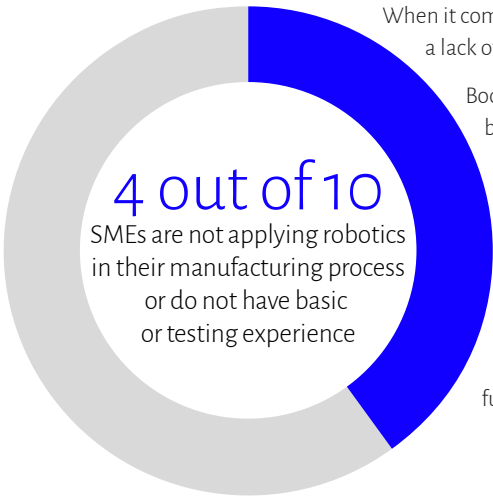 When it com
a lack o
Boo
b
4 out of 10
SMEs are not applying robotics
in their manufacturing process
or do not have basic
or testing experience
fu